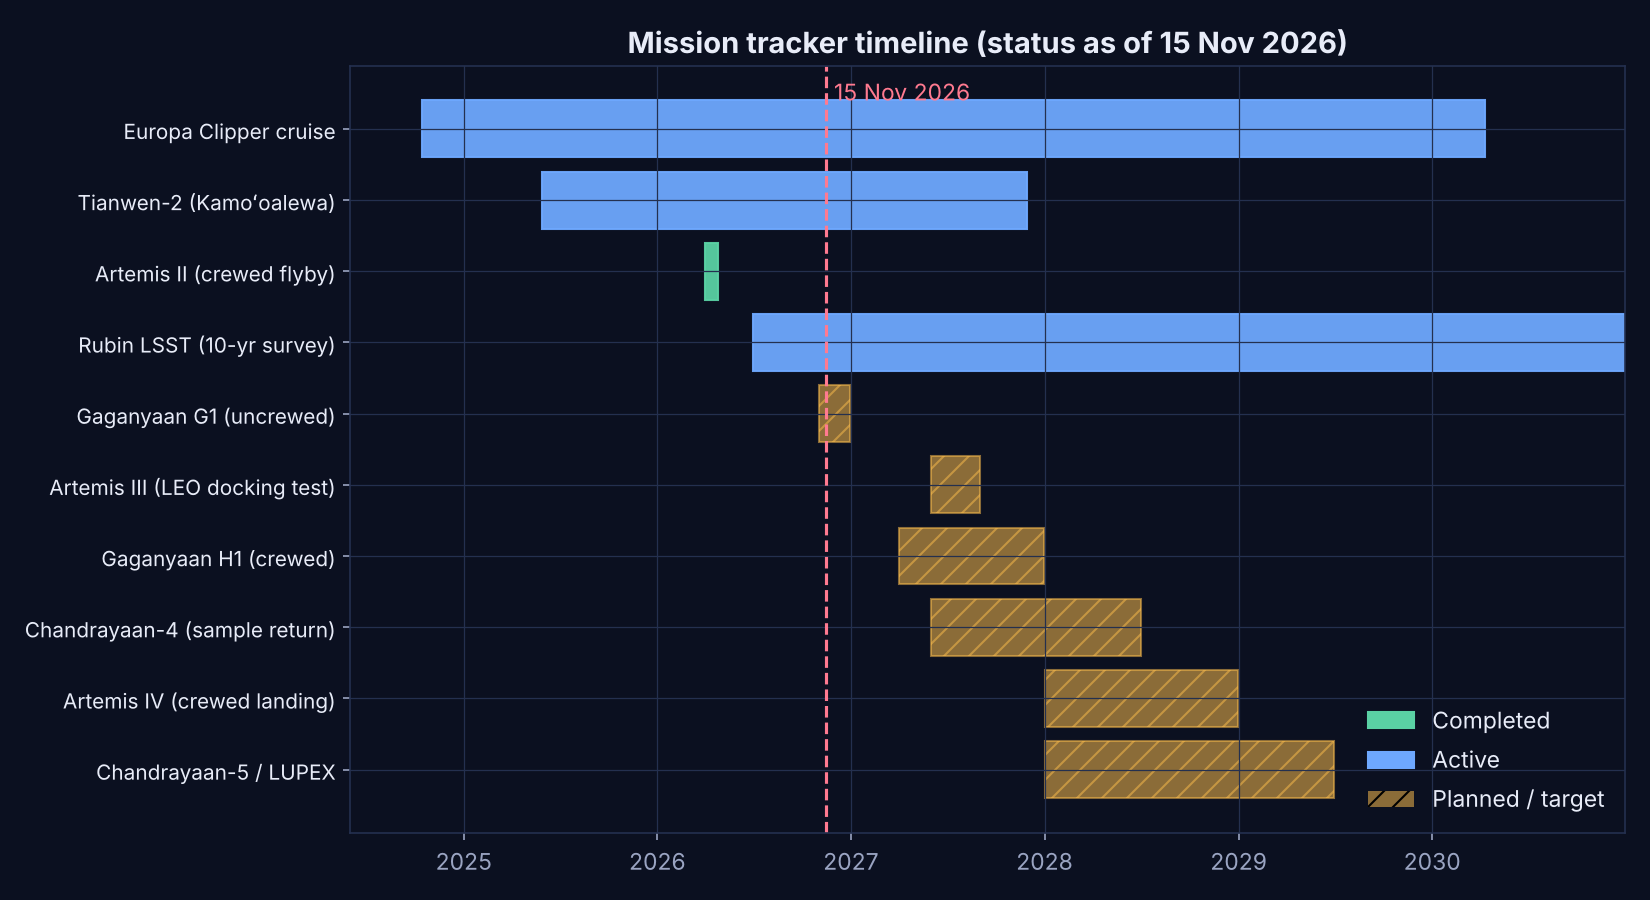 Mission tracker timeline (status as of 15 Nov 2026)
15 Nov 2026
Europa Clipper cruise
Tianwen-2 (Kamoʻoalewa)
Artemis II (crewed flyby)
Rubin LSST (10-yr survey)
Gaganyaan G1 (uncrewed)
Artemis III (LEO docking test)
Gaganyaan H1 (crewed)
Chandrayaan-4 (sample return)
Artemis IV (crewed landing)
Chandrayaan-5 / LUPEX
Completed
Active
Planned / target
2025 2026 2027 2028 2029 2030